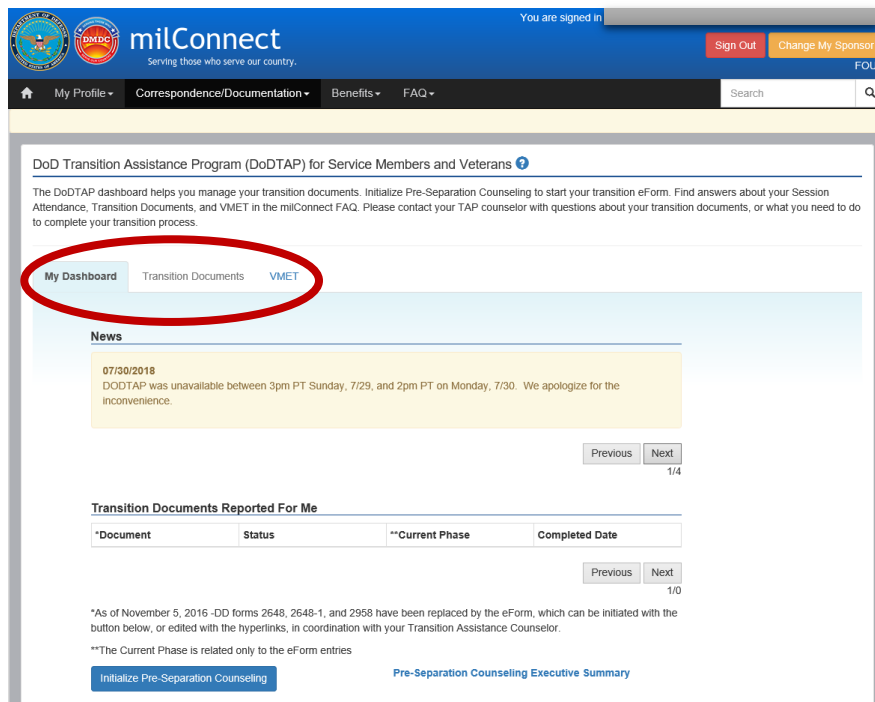 You are signed in
DMDC
milConnect
Serving those who serve our country.
Sign Out
Change My Sponsor
FOU
My Profile
Correspondence/Documentation
Benefits
FAQ
Search
DoD Transition Assistance Program (DoDTAP) for Service Members and Veterans ?
The DoDTAP dashboard helps you manage your transition documents. Initialize Pre-Separation Counseling to start your transition eForm. Find answers about your Session
Attendance, Transition Documents, and VMET in the milConnect FAQ. Please contact your TAP counselor with questions about your transition documents, or what you need to do
to complete your transition process.
My Dashboard
Transition Documents
VMET
News
07/30/2018
DODTAP was unavailable between 3pm PT Sunday, 7/29, and 2pm PT on Monday, 7/30. We apologize for the
inconvenience.
Previous Next
1/4
Transition Documents Reported For Me
*Document Status **Current Phase Completed Date
Previous Next
1/0
*As of November 5, 2016 -DD forms 2648, 2648-1, and 2958 have been replaced by the eForm, which can be initiated with the
button below, or edited with the hyperlinks, in coordination with your Transition Assistance Counselor.
**The Current Phase is related only to the eForm entries
Initialize Pre-Separation Counseling
Pre-Separation Counseling Executive Summary